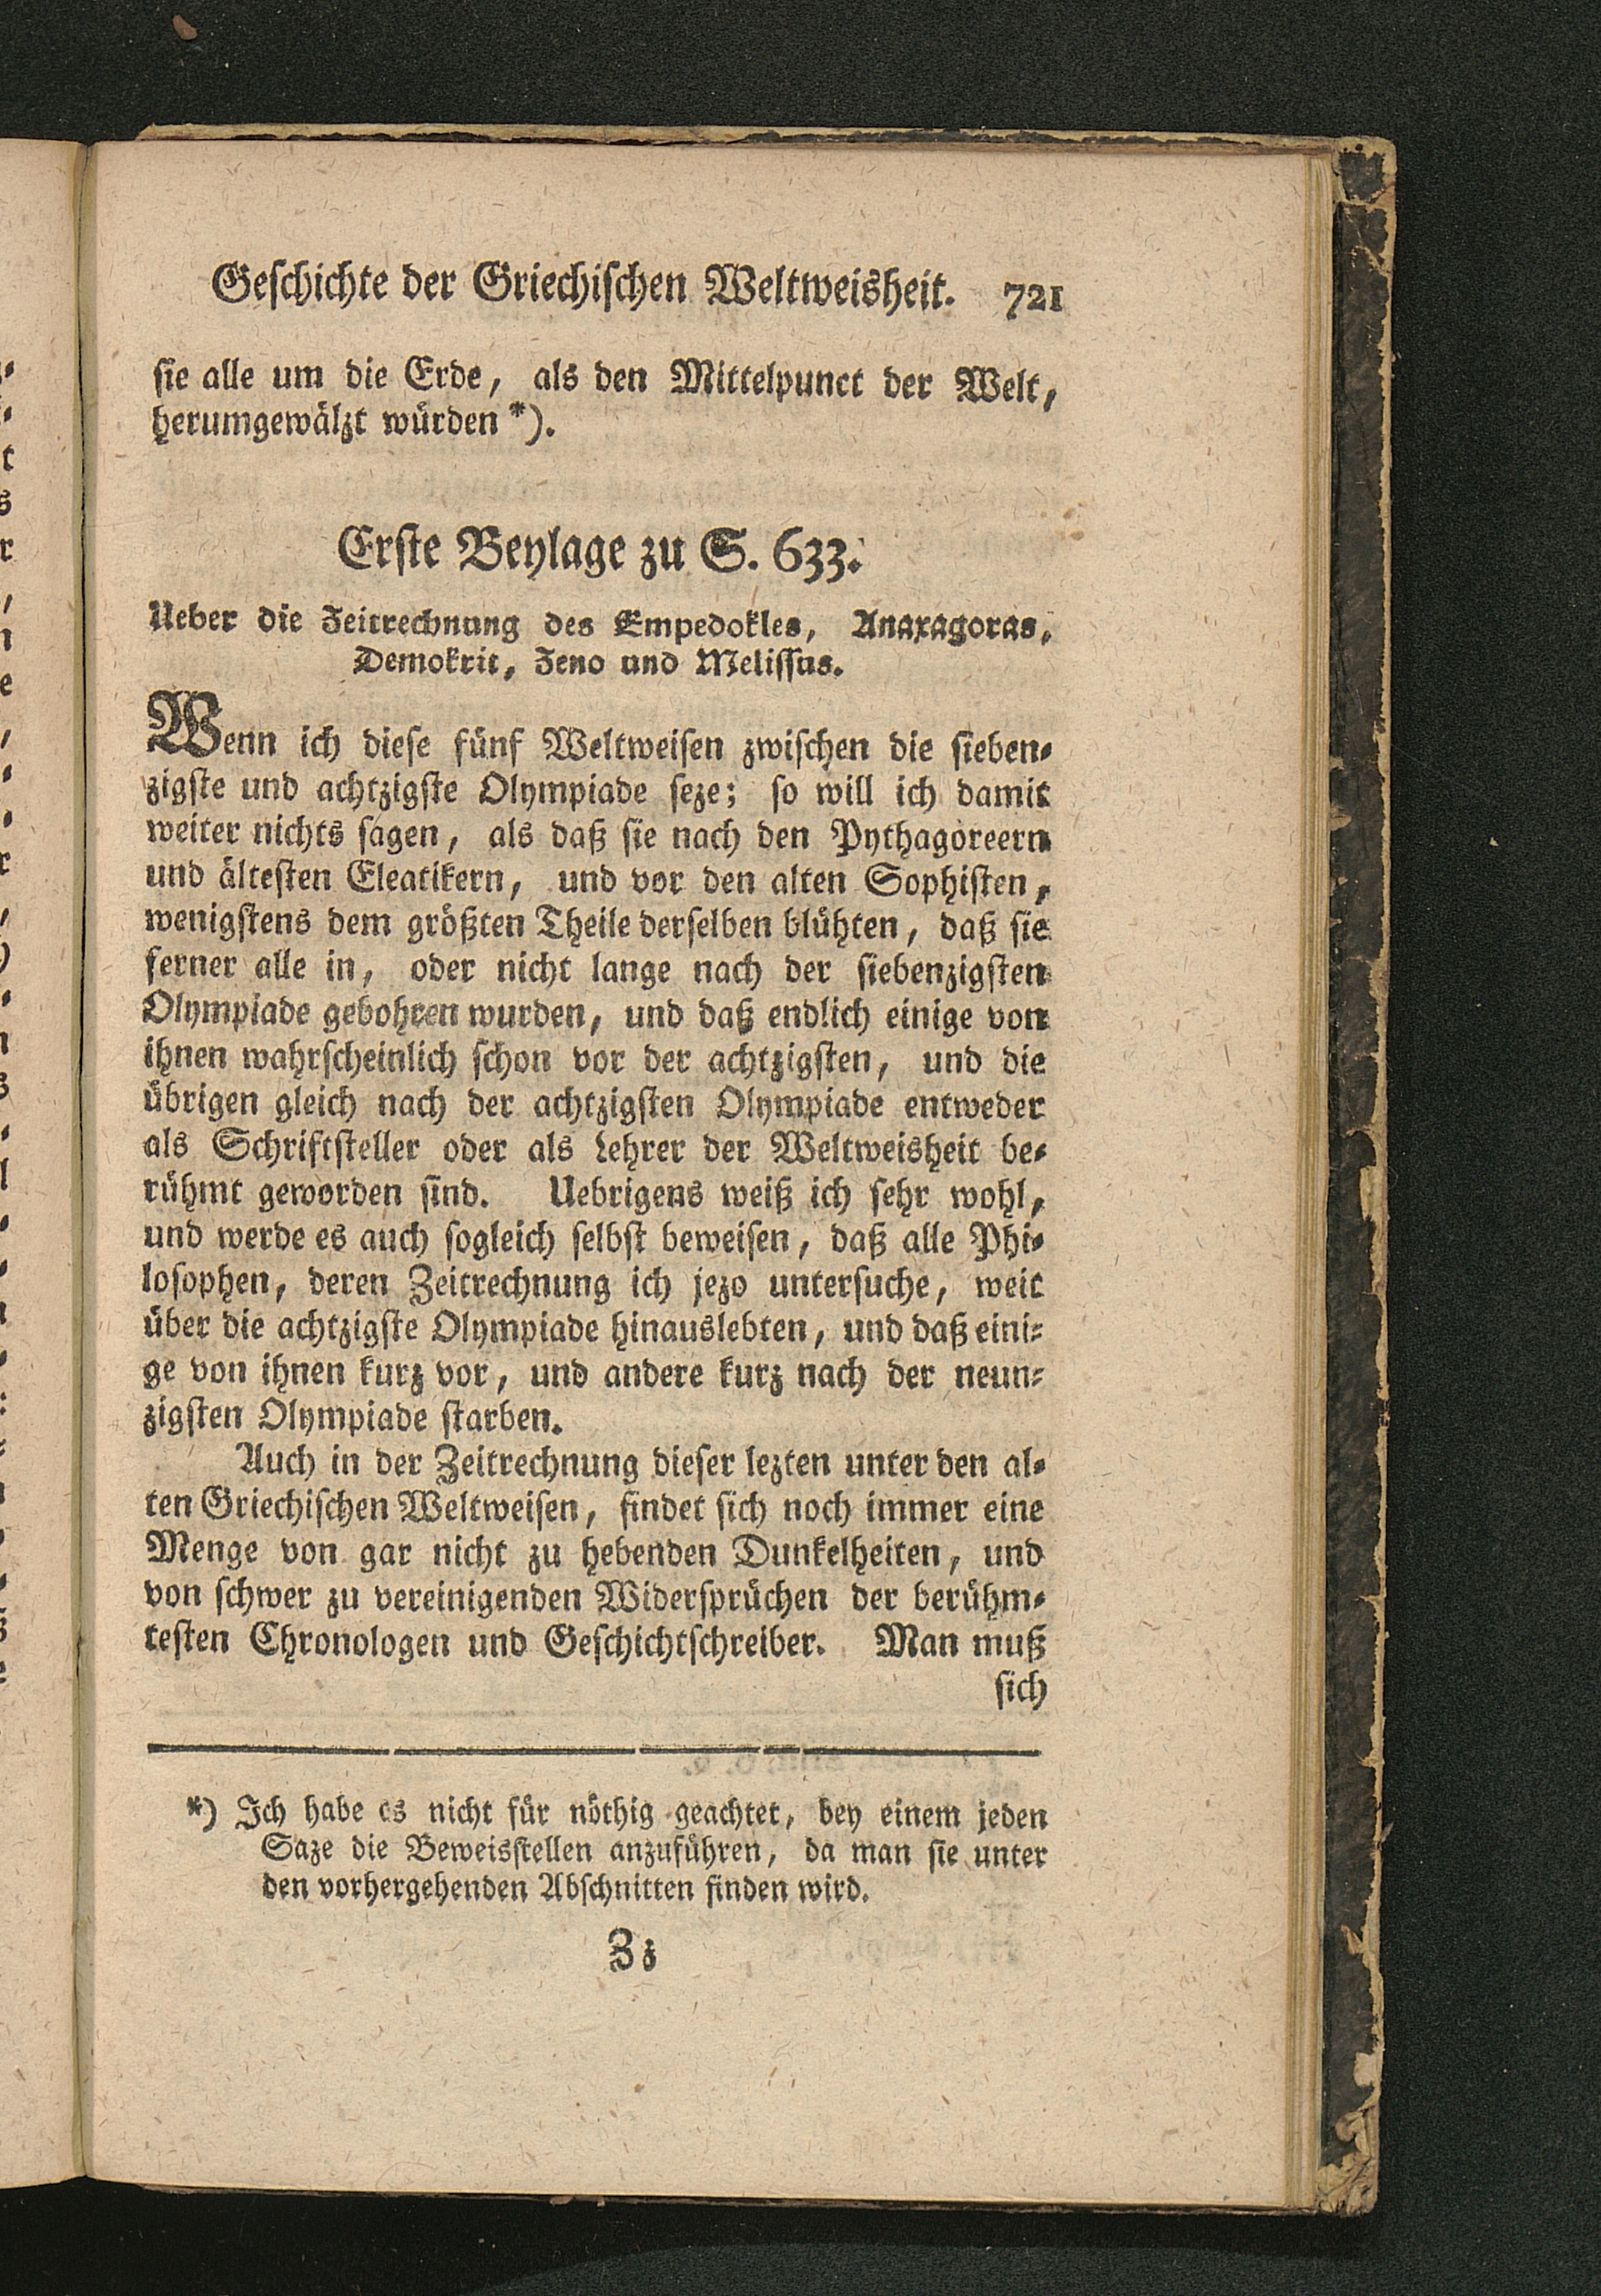 Geschichte der Griechischen Weltweisheit. 721
sie alle um die Erde, als den Mittelpunct der Welt,
herumgewälzt würden *).
Erste Beylage zu S. 633.
Ueber die Zeitrechnung des Empedokles, Anaxagoras,
Demokrit, Zeno und Melissus.
Wenn ich diese fünf Weltweisen zwischen die sieben-
zigste und achtzigste Olympiade seze; so will ich damit
weiter nichts sagen, als daß sie nach den Pythagoreern
und ältesten Eleatikern, und vor den alten Sophisten,
wenigstens dem größten Theile derselben blühten, daß sie
ferner alle in, oder nicht lange nach der siebenzigsten
Olympiade gebohren wurden, und daß endlich einige von
ihnen wahrscheinlich schon vor der achtzigsten, und die
übrigen gleich nach der achtzigsten Olympiade entweder
als Schriftsteller oder als Lehrer der Weltweisheit be-
rühmt geworden sind. Uebrigens weiß ich sehr wohl,
und werde es auch sogleich selbst beweisen, daß alle Phi-
losophen, deren Zeitrechnung ich jezo untersuche, weit
über die achtzigste Olympiade hinauslebten, und daß eini-
ge von ihnen kurz vor, und andere kurz nach der neun-
zigsten Olympiade starben.
Auch in der Zeitrechnung dieser lezten unter den al-
ten Griechischen Weltweisen, findet sich noch immer eine
Menge von gar nicht zu hebenden Dunkelheiten, und
von schwer zu vereinigenden Widersprüchen der berühm-
testen Chronologen und Geschichtschreiber. Man muß
sich
*) Ich habe es nicht für nöthig geachtet, bey einem jeden
Saze die Beweisstellen anzuführen, da man sie unter
den vorhergehenden Abschnitten finden wird.
Zz